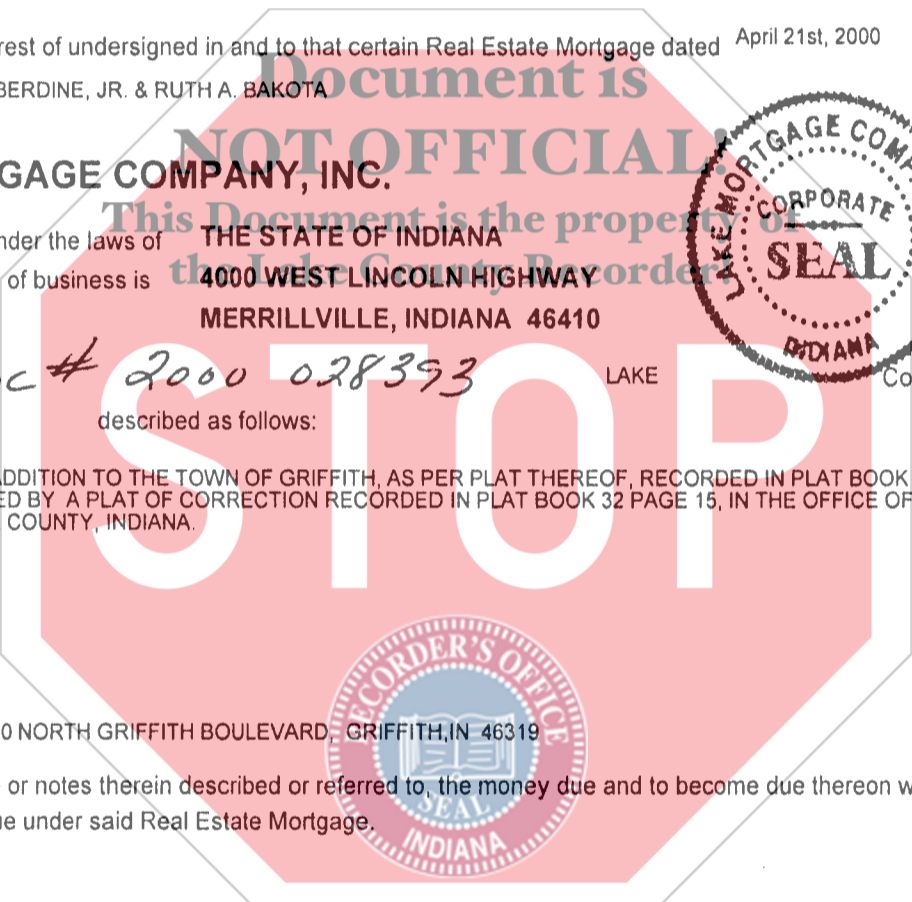 rest of undersigned in and to that certain Real Estate Mortgage dated April 21st, 2000
BERDINE, JR. & RUTH A. BAKOTA
Document is
NOT OFFICIAL!
GAGE COMPANY, INC.
This Document is the property of
the Lake County Recorder!
nder the laws of THE STATE OF INDIANA
of business is 4000 WEST LINCOLN HIGHWAY
MERRILLVILLE, INDIANA 46410
LAKE MORTGAGE COMPA
CORPORATE
SEAL
INDIANA
c # 2000 028393 LAKE Co
described as follows:
STOP
ADDITION TO THE TOWN OF GRIFFITH, AS PER PLAT THEREOF, RECORDED IN PLAT BOOK
ED BY A PLAT OF CORRECTION RECORDED IN PLAT BOOK 32 PAGE 15, IN THE OFFICE OF
COUNTY, INDIANA.
RECORDER'S OFFICE
SEAL
INDIANA
0 NORTH GRIFFITH BOULEVARD, GRIFFITH,IN 46319
or notes therein described or referred to, the money due and to become due thereon w
ue under said Real Estate Mortgage.